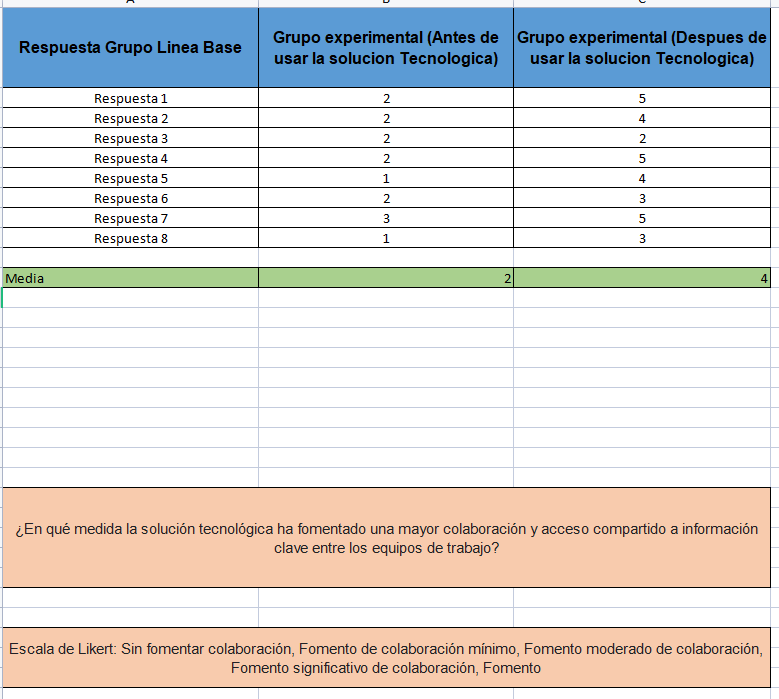 Respuesta Grupo Linea Base Grupo experimental (Antes de usar la solucion Tecnologica) Grupo experimental (Despues de usar la solucion Tecnologica)
Respuesta 1 2 5
Respuesta 2 2 4
Respuesta 3 2 2
Respuesta 4 2 5
Respuesta 5 1 4
Respuesta 6 2 3
Respuesta 7 3 5
Respuesta 8 1 3
Media 2 4
¿En qué medida la solución tecnológica ha fomentado una mayor colaboración y acceso compartido a información
clave entre los equipos de trabajo?
Escala de Likert: Sin fomentar colaboración, Fomento de colaboración mínimo, Fomento moderado de colaboración,
Fomento significativo de colaboración, Fomento